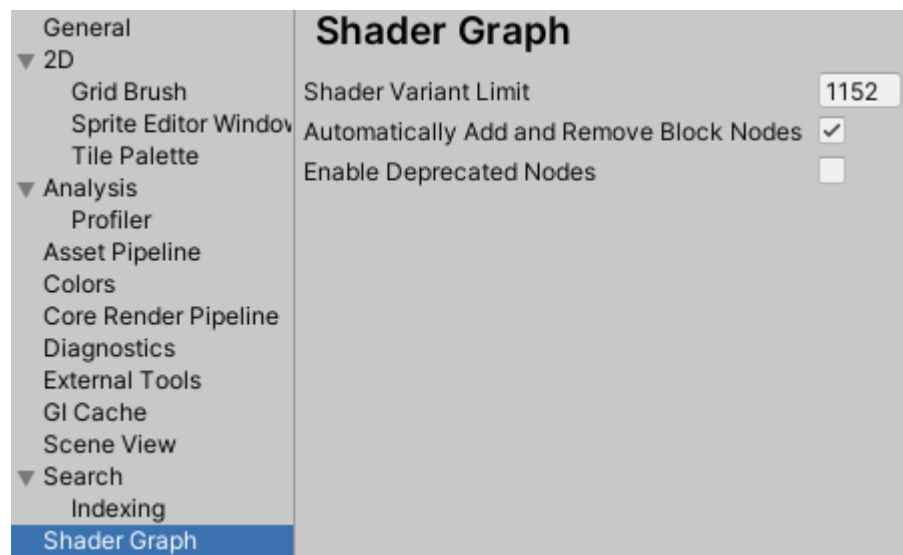 General
2D
Grid Brush
Sprite Editor Window
Tile Palette
Analysis
Profiler
Asset Pipeline
Colors
Core Render Pipeline
Diagnostics
External Tools
GI Cache
Scene View
Search
Indexing
Shader Graph
Shader Graph
Shader Variant Limit 1152
Automatically Add and Remove Block Nodes
Enable Deprecated Nodes